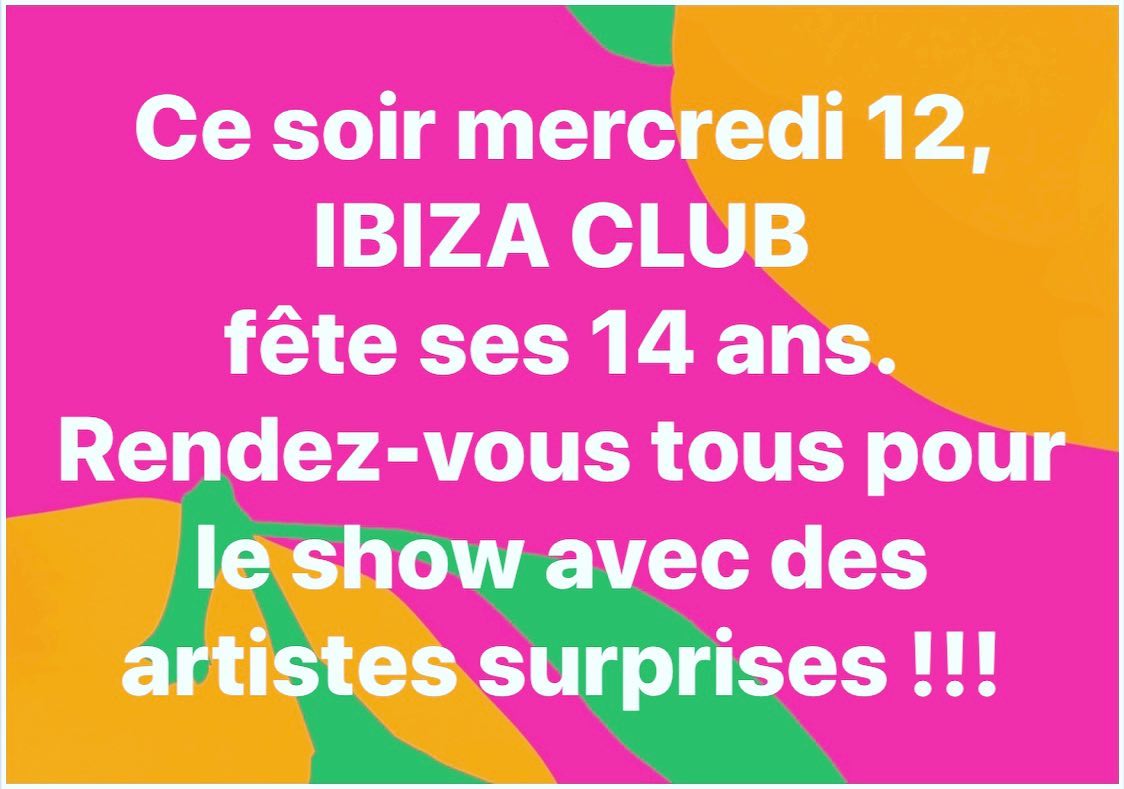 Ce soir mercredi 12,
IBIZA CLUB
fête ses 14 ans.
Rendez-vous tous pour
le show avec des
artistes surprises !!!